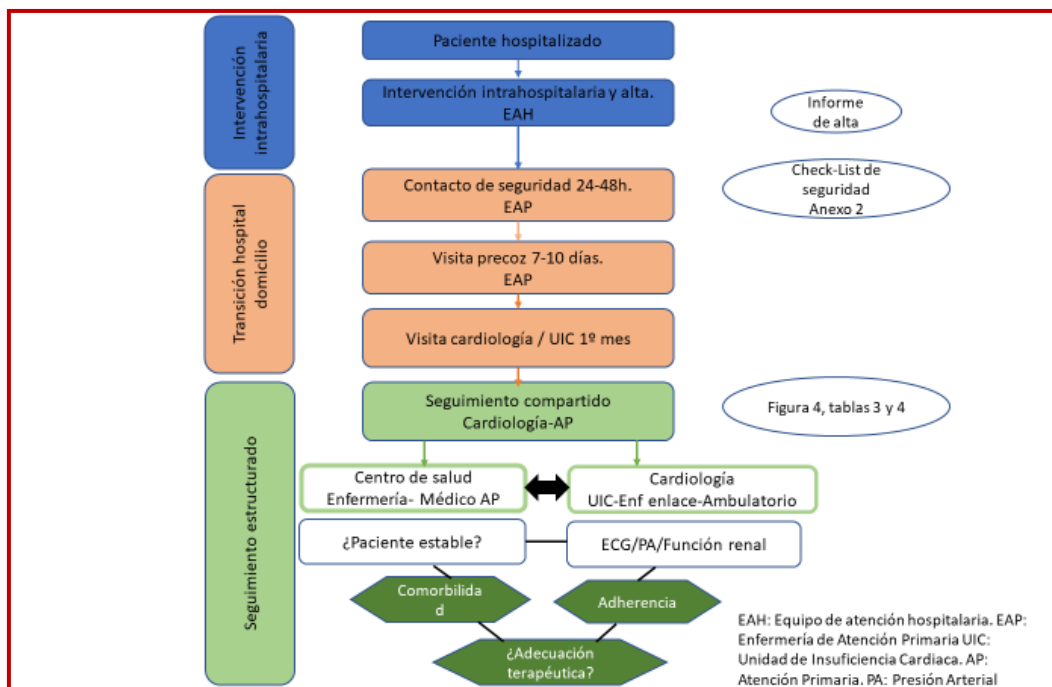 Intervención
intrahospitalaria
Paciente hospitalizado
Intervención intrahospitalaria y alta.
EAH
Informe
de alta
Transición hospital
domicilio
Contacto de seguridad 24-48h.
EAP
Check-List de
seguridad
Anexo 2
Visita precoz 7-10 días.
EAP
Visita cardiología / UIC 1º mes
Seguimiento estructurado
Seguimiento compartido
Cardiología-AP
Figura 4, tablas 3 y 4
Centro de salud
Enfermería- Médico AP
Cardiología
UIC-Enf enlace-Ambulatorio
¿Paciente estable?
ECG/PA/Función renal
Comorbilida
d
Adherencia
¿Adecuación
terapéutica?
EAH: Equipo de atención hospitalaria. EAP:
Enfermería de Atención Primaria UIC:
Unidad de Insuficiencia Cardiaca. AP:
Atención Primaria. PA: Presión Arterial